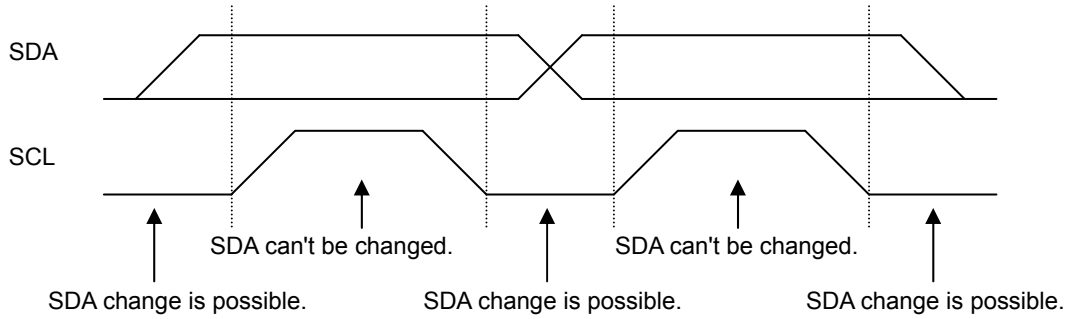 SDA
SCL
SDA can't be changed.
SDA can't be changed.
SDA change is possible.
SDA change is possible.
SDA change is possible.